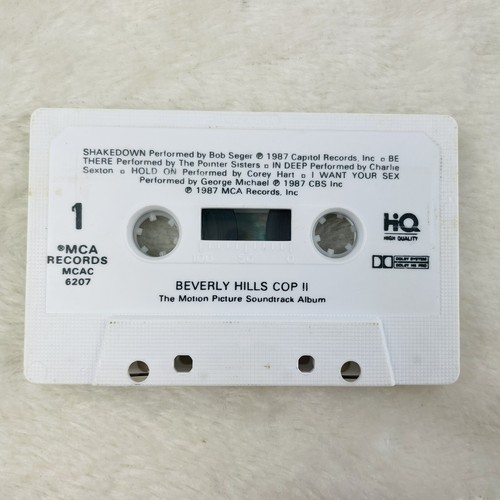 SHAKEDOWN Performed by Bob Seger ℗ 1987 Capitol Records, Inc ▫ BE
THERE Performed by The Pointer Sisters ▫ IN DEEP Performed by Charlie
Sexton ▫ HOLD ON Performed by Corey Hart ▫ I WANT YOUR SEX
Performed by George Michael ℗ 1987 CBS Inc
℗ 1987 MCA Records, Inc
1
®MCA
RECORDS
MCAC
6207
HiQ
HIGH QUALITY
DOLBY SYSTEM
BEVERLY HILLS COP II
The Motion Picture Soundtrack Album